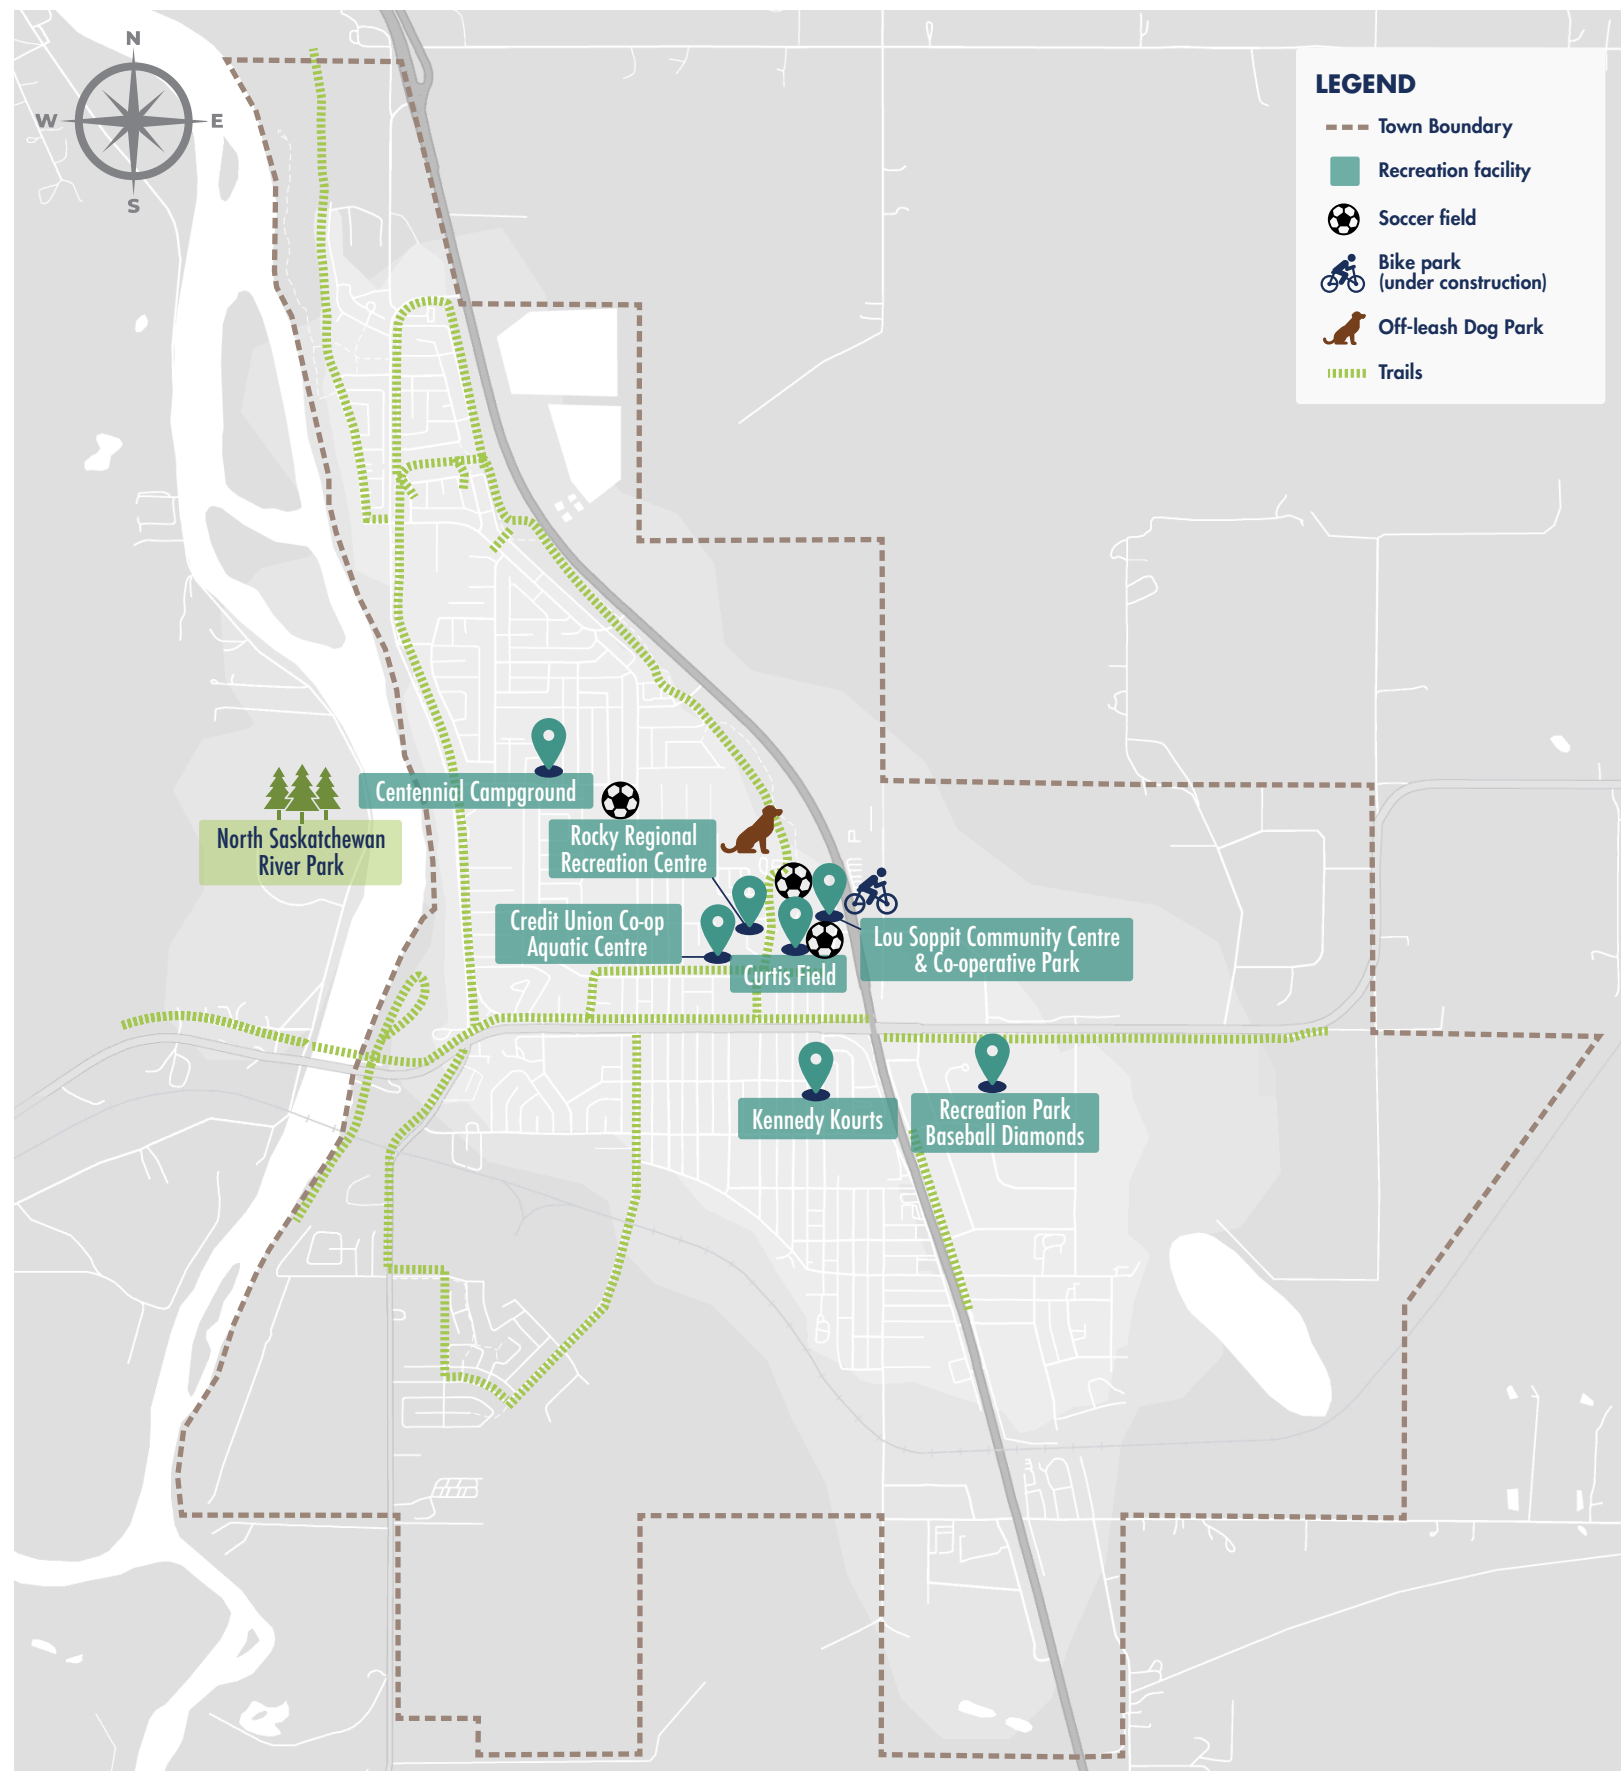 N
W
E
S
LEGEND
Town Boundary
Recreation facility
Soccer field
Bike park
(under construction)
Off-leash Dog Park
Trails
Centennial Campground
North Saskatchewan
River Park
Rocky Regional
Recreation Centre
Credit Union Co-op
Aquatic Centre
Lou Soppit Community Centre
& Co-operative Park
Curtis Field
Kennedy Kourts
Recreation Park
Baseball Diamonds